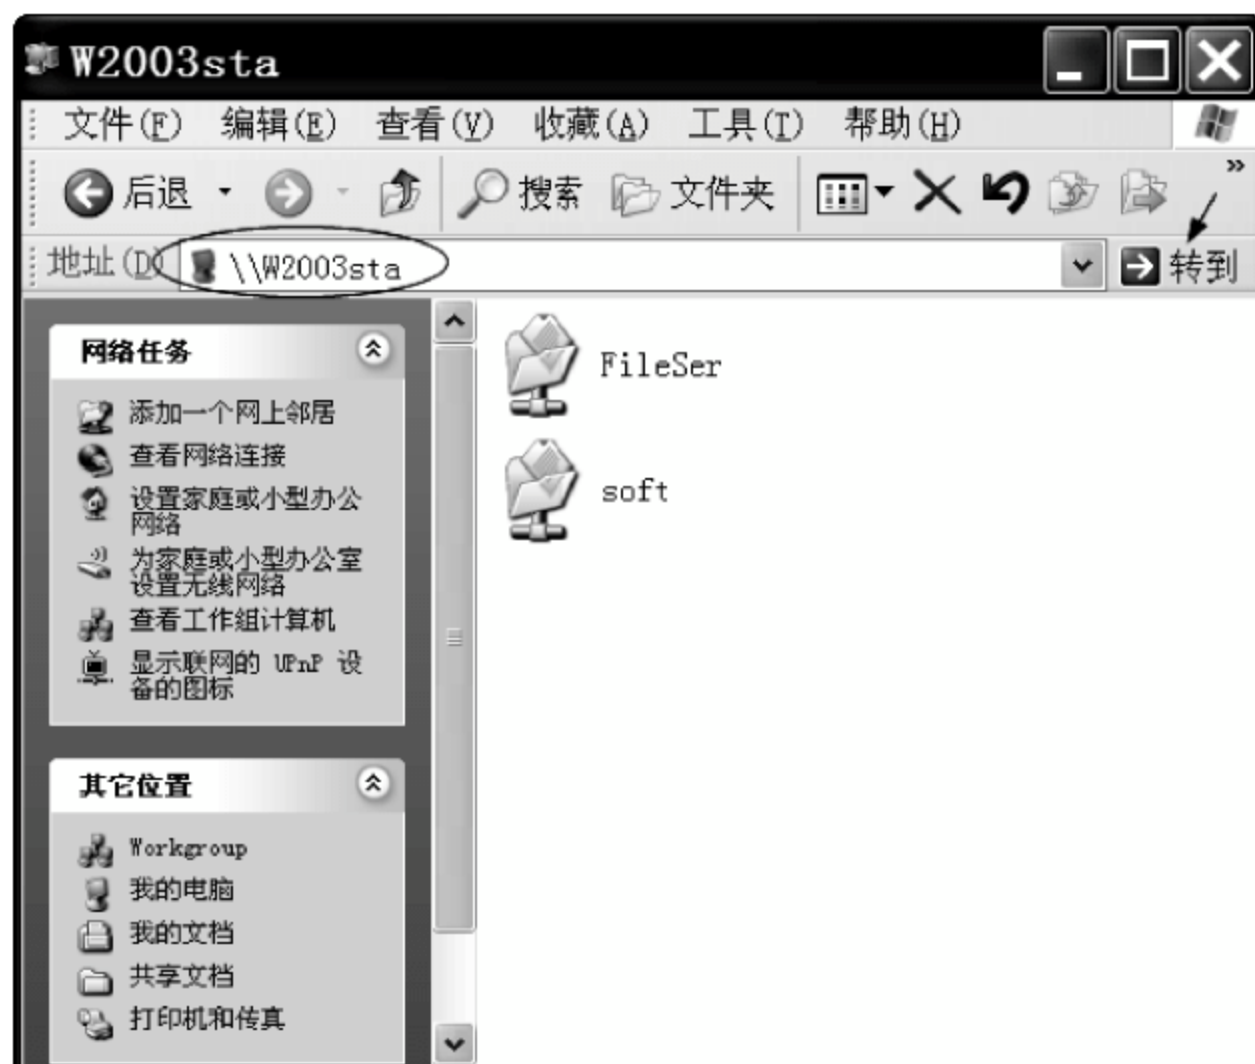 W2003sta
文件(F) 编辑(E) 查看(V) 收藏(A) 工具(T) 帮助(H)
后退 搜索 文件夹 »
地址(D) \\W2003sta 转到
网络任务
添加一个网上邻居
查看网络连接
设置家庭或小型办公
网络
为家庭或小型办公室
设置无线网络
查看工作组计算机
显示联网的 UPnP 设
备的图标
其它位置
Workgroup
我的电脑
我的文档
共享文档
打印机和传真
FileSer
soft